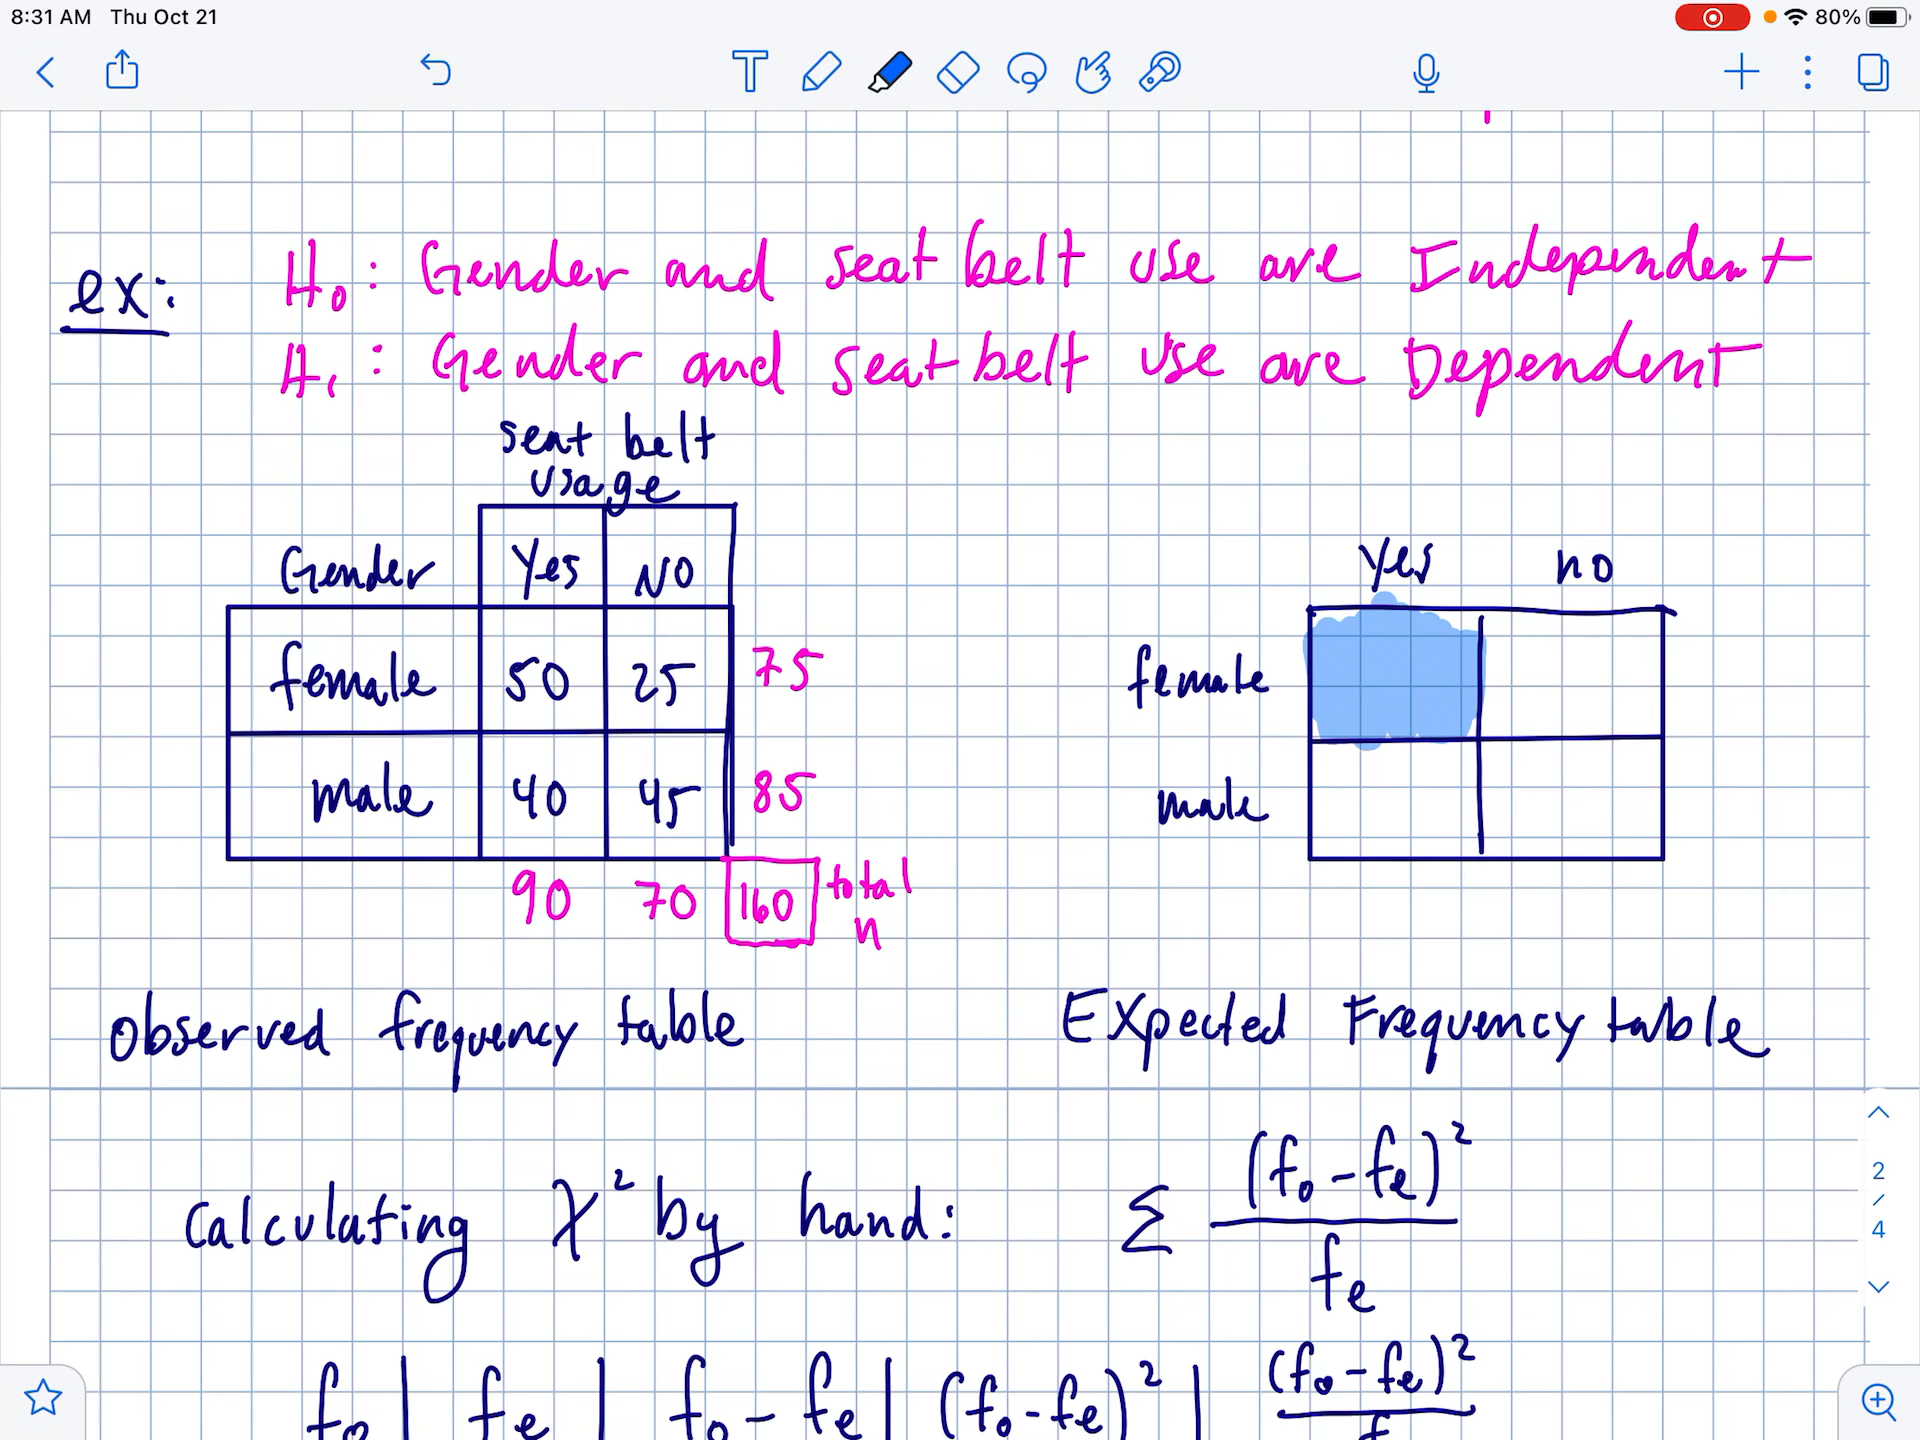 8:31 AM Thu Oct 21
80%
T
ex:
H₀: Gender and seat belt use are Independent
H₁: Gender and seat belt use are Dependent
seat belt
usage
Gender Yes NO
female 50 25 75
male 40 45 85
90 70 160 total
n
yes no
female
male
Observed frequency table
Expected Frequency table
Calculating χ² by hand: Σ (f₀-fₑ)²
fₑ
2
/
4
f₀ | fₑ | f₀-fₑ | (f₀-fₑ)² | (f₀-fₑ)²